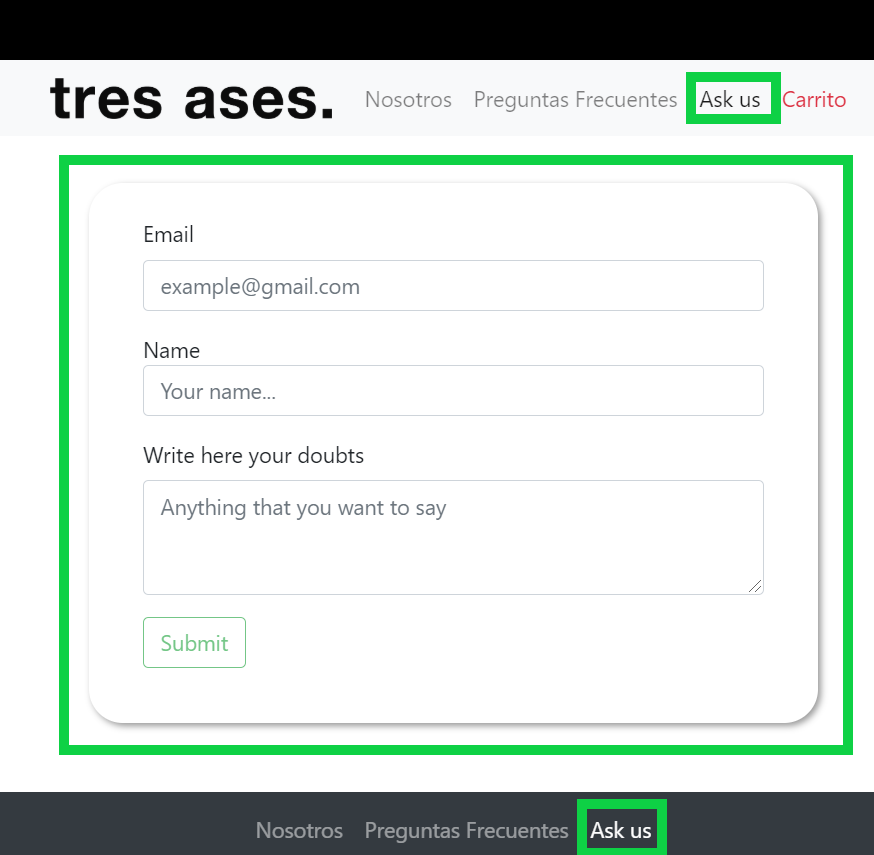 tres ases. Nosotros Preguntas Frecuentes Ask us Carrito
Email
example@gmail.com
Name
Your name...
Write here your doubts
Anything that you want to say
Submit
Nosotros Preguntas Frecuentes Ask us